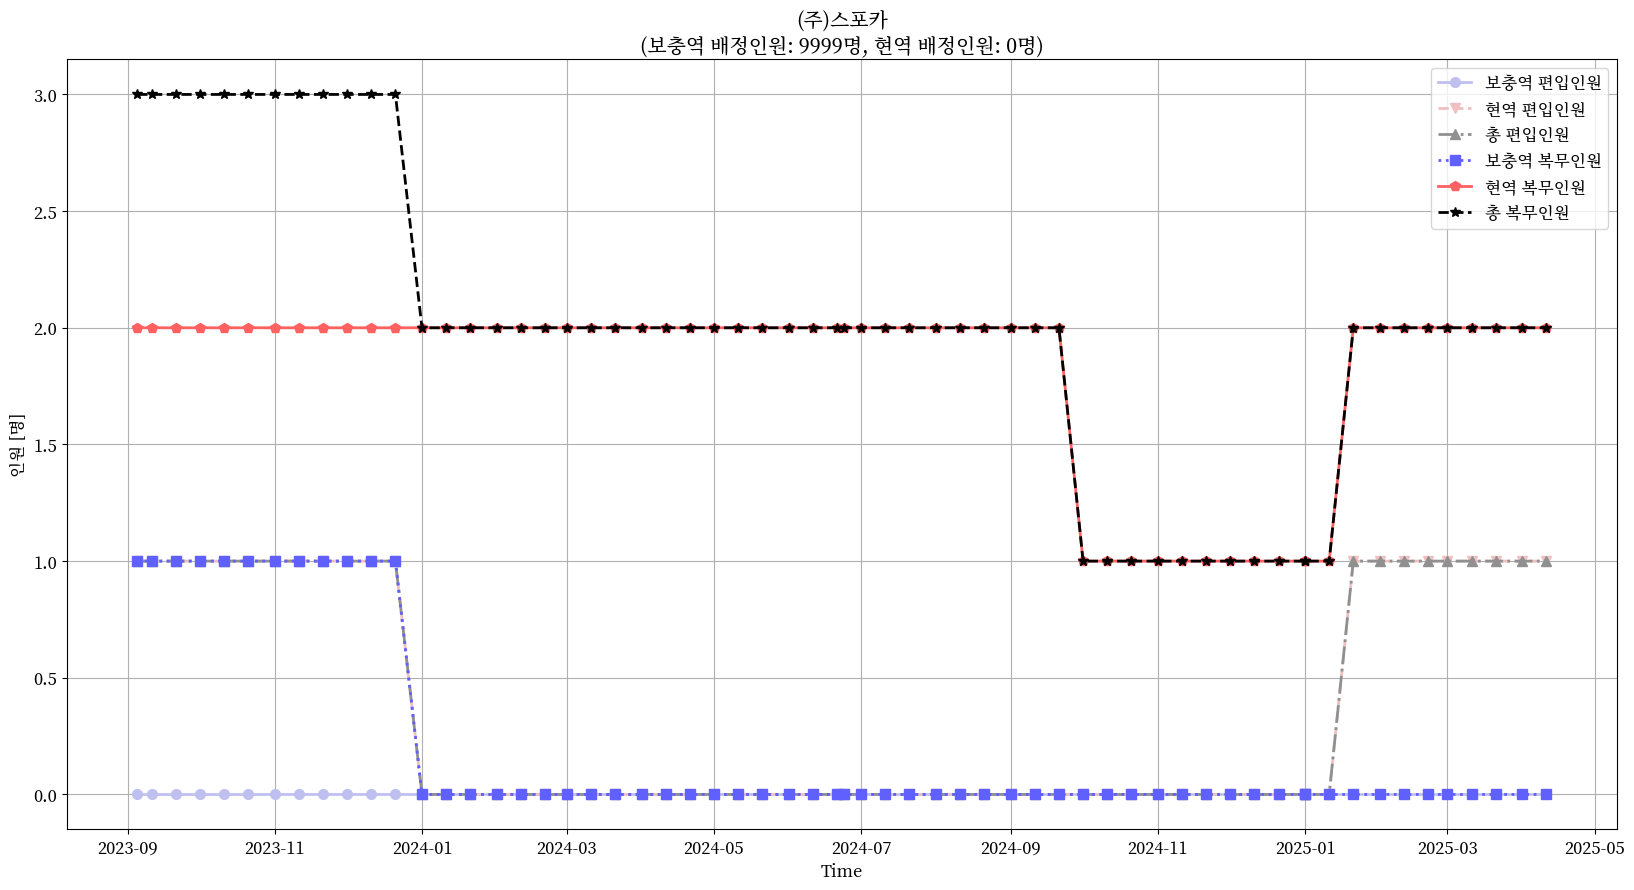 (주)스포카
(보충역 배정인원: 9999명, 현역 배정인원: 0명)
보충역 편입인원
현역 편입인원
총 편입인원
보충역 복무인원
현역 복무인원
총 복무인원
인원 [명]
3.0
2.5
2.0
1.5
1.0
0.5
0.0
2023-09 2023-11 2024-01 2024-03 2024-05 2024-07 2024-09 2024-11 2025-01 2025-03 2025-05
Time